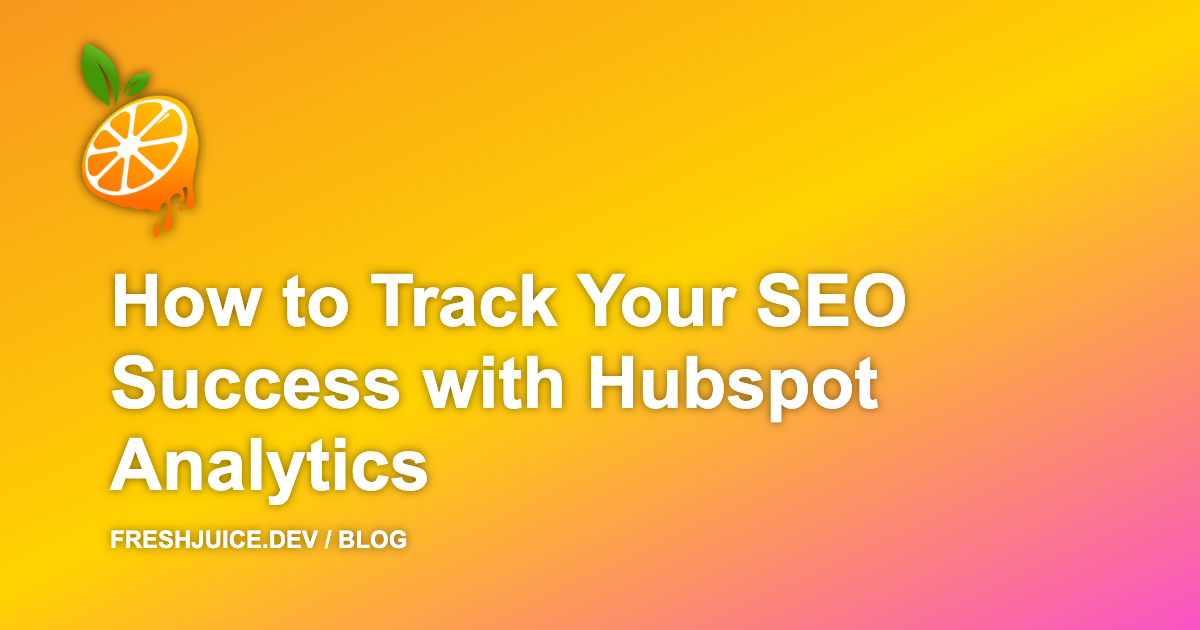 How to Track Your SEO
Success with Hubspot
Analytics
FRESHJUICE.DEV / BLOG